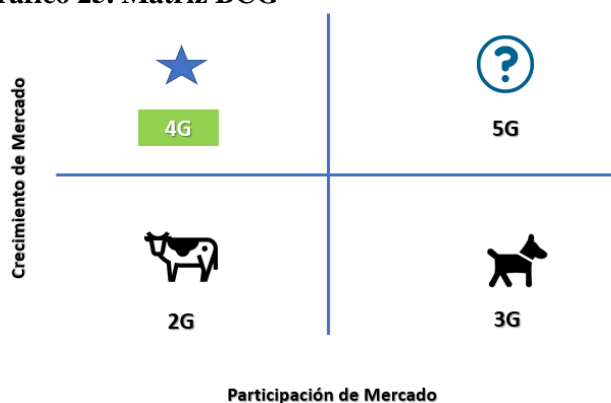 Matriz BCG
Crecimiento de Mercado
?
4G
5G
2G
3G
Participación de Mercado